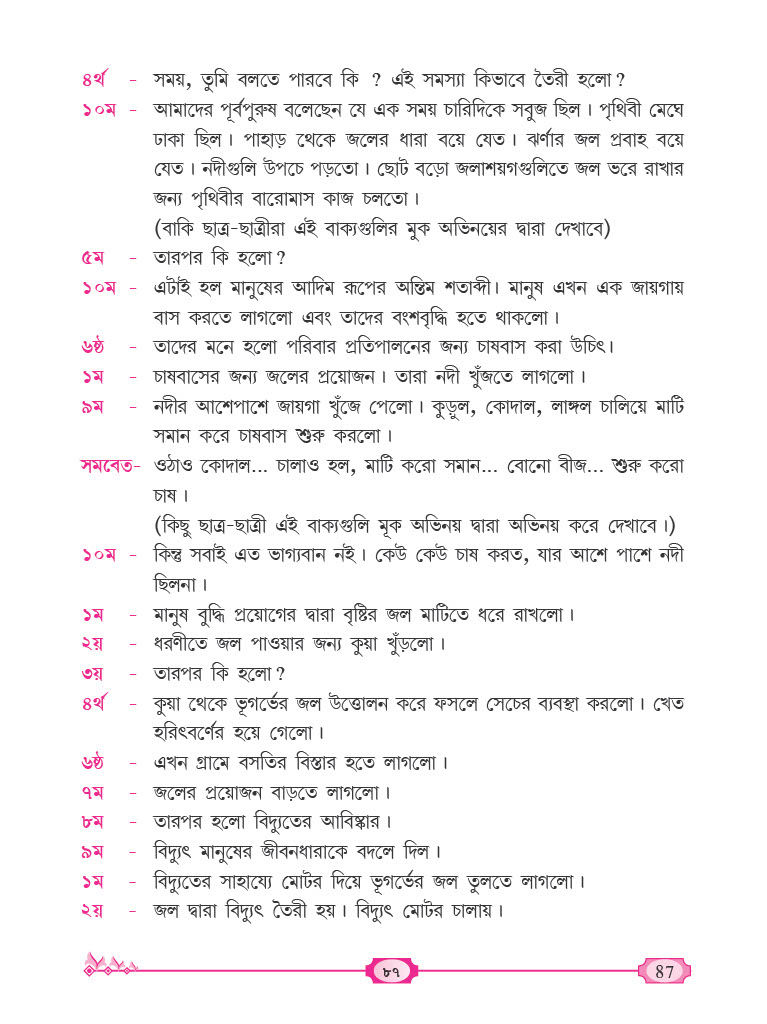 ৪র্থ - সময়, তুমি বলতে পারবে কি ? এই সমস্যা কিভাবে তৈরী হলো?
১০ম - আমাদের পূর্বপুরুষ বলেছেন যে এক সময় চারিদিকে সবুজ ছিল। পৃথিবী মেঘে
ঢাকা ছিল। পাহাড় থেকে জলের ধারা বয়ে যেত। ঝর্ণার জল প্রবাহ বয়ে
যেত। নদীগুলি উপচে পড়তো। ছোট বড়ো জলাশয়গগুলিতে জল ভরে রাখার
জন্য পৃথিবীর বারোমাস কাজ চলতো।
(বাকি ছাত্র-ছাত্রীরা এই বাক্যগুলির মুক অভিনয়ের দ্বারা দেখাবে)
৫ম - তারপর কি হলো?
১০ম - এটাই হল মানুষের আদিম রূপের অন্তিম শতাব্দী। মানুষ এখন এক জায়গায়
বাস করতে লাগলো এবং তাদের বংশবৃদ্ধি হতে থাকলো।
৬ষ্ঠ - তাদের মনে হলো পরিবার প্রতিপালনের জন্য চাষবাস করা উচিৎ।
১ম - চাষবাসের জন্য জলের প্রয়োজন। তারা নদী খুঁজতে লাগলো।
৯ম - নদীর আশেপাশে জায়গা খুঁজে পেলো। কুড়ুল, কোদাল, লাঙ্গল চালিয়ে মাটি
সমান করে চাষবাস শুরু করলো।
সমবেত- ওঠাও কোদাল... চালাও হল, মাটি করো সমান... বোনো বীজ... শুরু করো
চাষ।
(কিছু ছাত্র-ছাত্রী এই বাক্যগুলি মূক অভিনয় দ্বারা অভিনয় করে দেখাবে।)
১০ম - কিন্তু সবাই এত ভাগ্যবান নই। কেউ কেউ চাষ করত, যার আশে পাশে নদী
ছিলনা।
১ম - মানুষ বুদ্ধি প্রয়োগের দ্বারা বৃষ্টির জল মাটিতে ধরে রাখলো।
২য় - ধরণীতে জল পাওয়ার জন্য কুয়া খুঁড়লো।
৩য় - তারপর কি হলো?
৪র্থ - কুয়া থেকে ভূগর্ভের জল উত্তোলন করে ফসলে সেচের ব্যবস্থা করলো। খেত
হরিৎবর্ণের হয়ে গেলো।
৬ষ্ঠ - এখন গ্রামে বসতির বিস্তার হতে লাগলো।
৭ম - জলের প্রয়োজন বাড়তে লাগলো।
৮ম - তারপর হলো বিদ্যুতের আবিষ্কার।
৯ম - বিদ্যুৎ মানুষের জীবনধারাকে বদলে দিল।
১ম - বিদ্যুতের সাহায্যে মোটর দিয়ে ভূগর্ভের জল তুলতে লাগলো।
২য় - জল দ্বারা বিদ্যুৎ তৈরী হয়। বিদ্যুৎ মোটর চালায়।
৮৭ 87